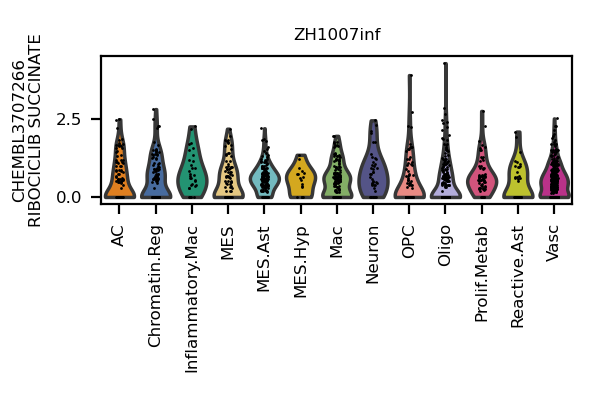 ZH1007inf
CHEMBL3707266
RIBOCICLIB SUCCINATE
2.5
0.0
AC
Chromatin.Reg
Inflammatory.Mac
MES
MES.Ast
MES.Hyp
Mac
Neuron
OPC
Oligo
Prolif.Metab
Reactive.Ast
Vasc